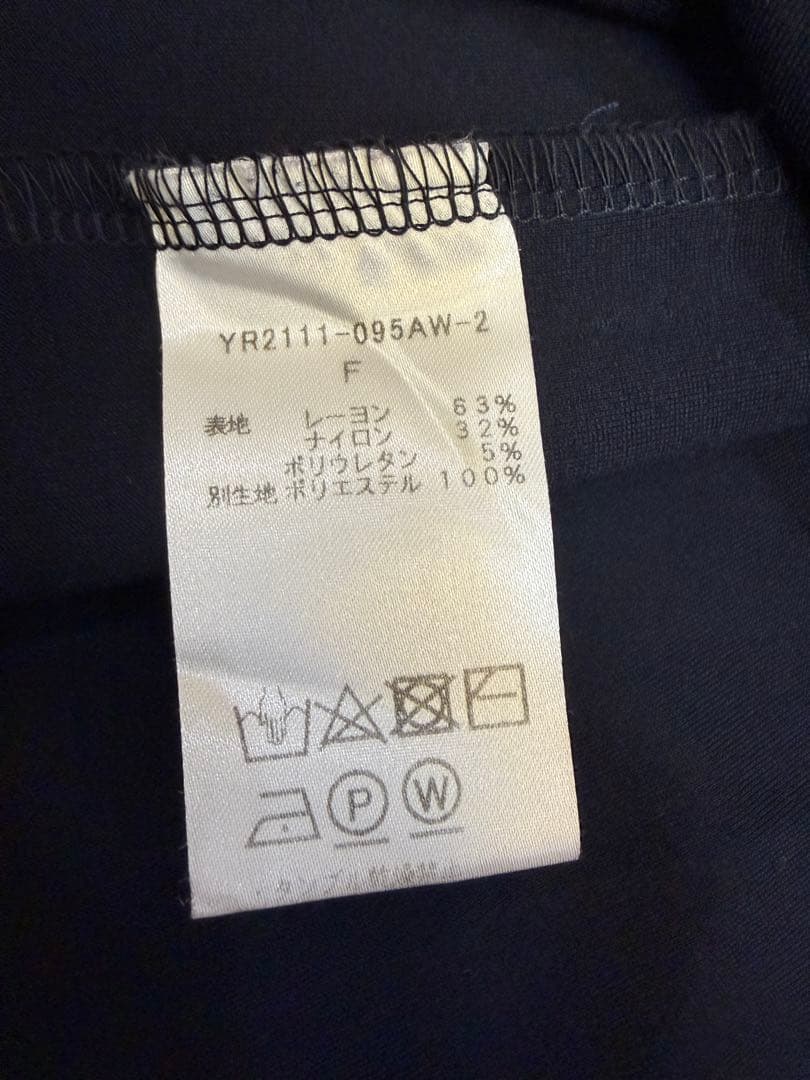 YR2111-095AW-2
F
表地 レーヨン 63%
ナイロン 32%
ポリウレタン 5%
別生地 ポリエステル 100%
P W